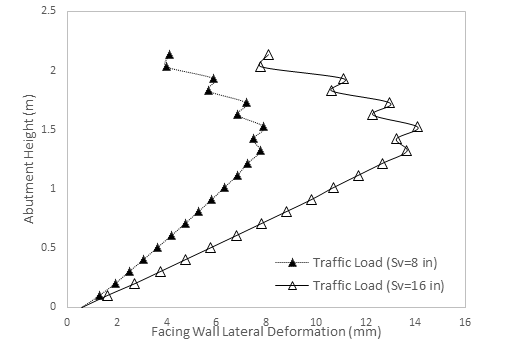 2.5
2
1.5
1
0.5
0
Abutment Height (m)
Traffic Load (Sv=8 in)
Traffic Load (Sv=16 in)
0 2 4 6 8 10 12 14 16
Facing Wall Lateral Deformation (mm)